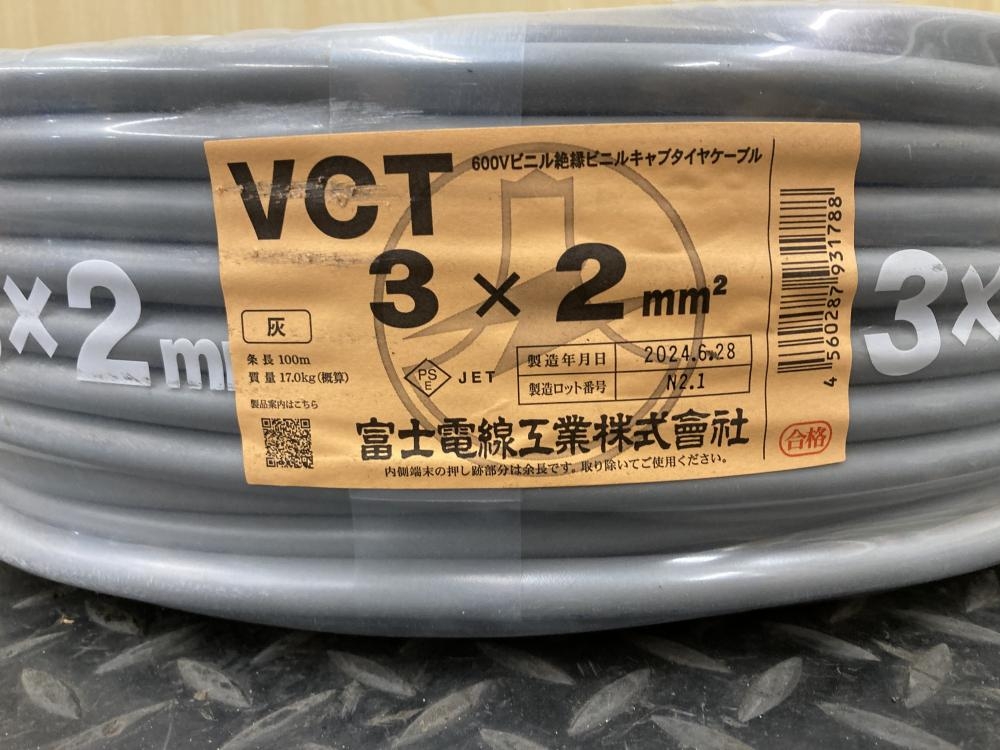 VCT
600Vビニル絶縁ビニルキャブタイヤケーブル
3 × 2 mm²
灰
条長 100m
質量 17.0kg(概算)
製品案内はこちら
PS
E
JET
製造年月日 2024.6.28
製造ロット番号 N2.1
富士電線工業株式會社
内側端末の押し跡部分は余長です。取り除いてご使用ください。
合格
4560287931788
×2m
3×